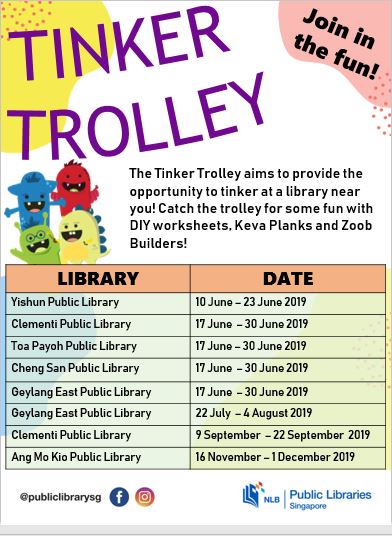 TINKER
TROLLEY
Join in
the fun!
The Tinker Trolley aims to provide the
opportunity to tinker at a library near
you! Catch the trolley for some fun with
DIY worksheets, Keva Planks and Zoob
Builders!
LIBRARY DATE
Yishun Public Library 10 June – 23 June 2019
Clementi Public Library 17 June – 30 June 2019
Toa Payoh Public Library 17 June – 30 June 2019
Cheng San Public Library 17 June – 30 June 2019
Geylang East Public Library 17 June – 30 June 2019
Geylang East Public Library 22 July – 4 August 2019
Clementi Public Library 9 September – 22 September 2019
Ang Mo Kio Public Library 16 November – 1 December 2019
@publiclibrarysg
NLB Public Libraries
Singapore